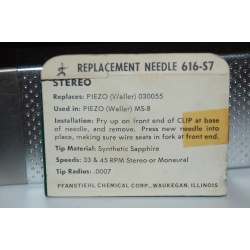 REPLACEMENT NEEDLE 616-S7
STEREO
Replaces: PIEZO (Waller) 030055
Used in: PIEZO (Waller) MS-8
Installation: Pry up on front end of CLIP at base
of needle, and remove. Press new needle into
place, making sure wire seats in fork at front end.
Tip Material: Synthetic Sapphire
Speeds: 33 & 45 RPM Stereo or Monaural
Tip Radius: .0007
PFANSTIEHL CHEMICAL CORP., WAUKEGAN, ILLINOIS